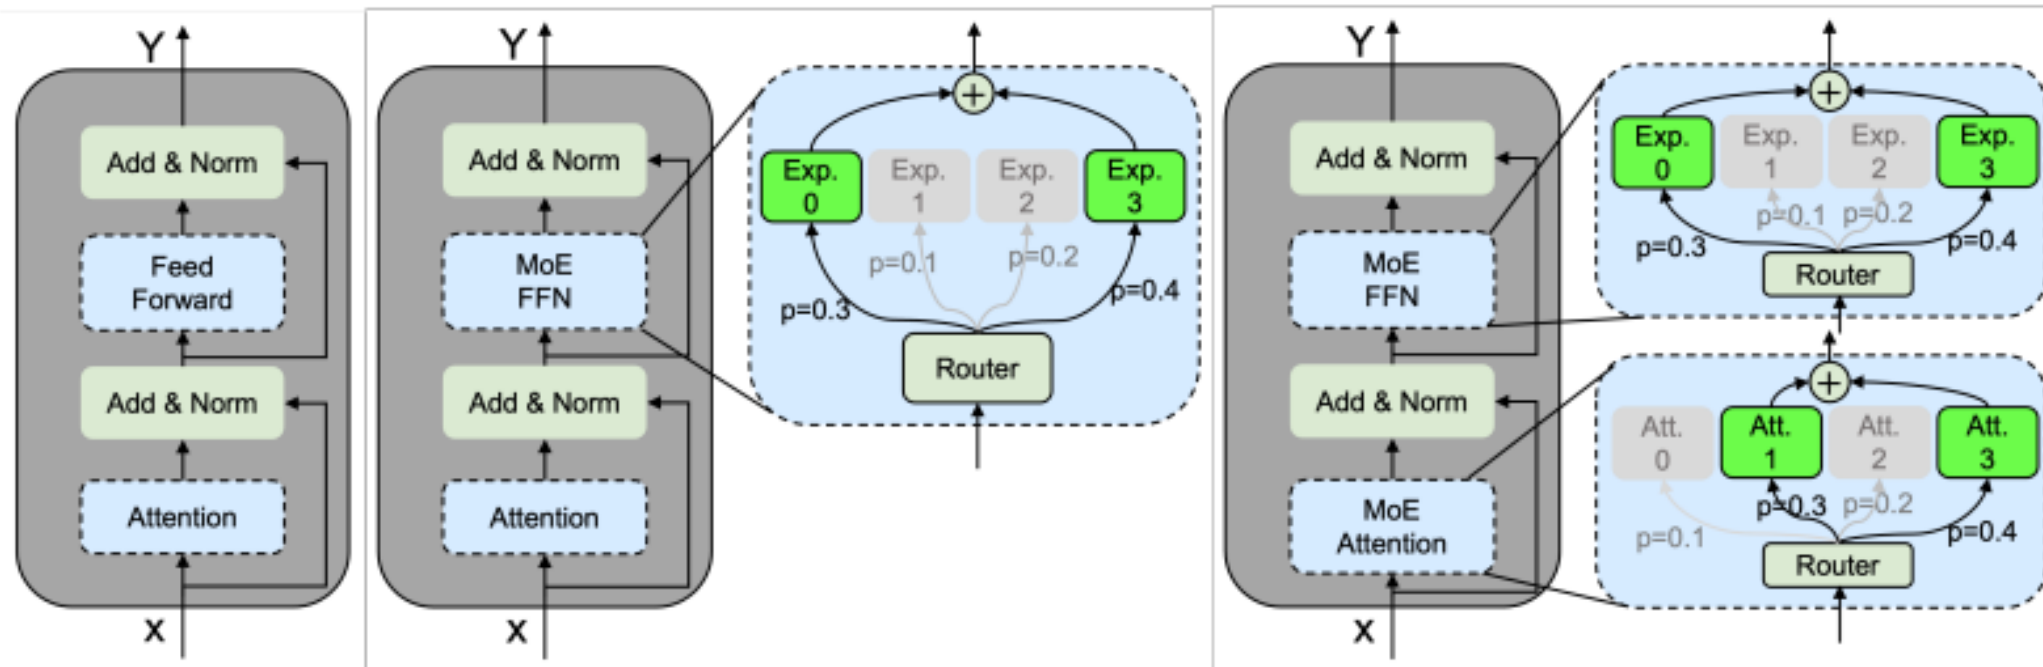 Y
Add & Norm
Feed
Forward
Add & Norm
Attention
x
Y
Add & Norm
MoE
FFN
Add & Norm
Attention
x
Exp.
0
Exp.
1
Exp.
2
Exp.
3
p=0.3
p=0.1
p=0.2
p=0.4
Router
Y
Add & Norm
MoE
FFN
Add & Norm
MoE
Attention
x
Exp.
0
Exp.
1
Exp.
2
Exp.
3
p=0.3
p=0.1
p=0.2
p=0.4
Router
Att.
0
Att.
1
Att.
2
Att.
3
p=0.1
p=0.3
p=0.2
p=0.4
Router